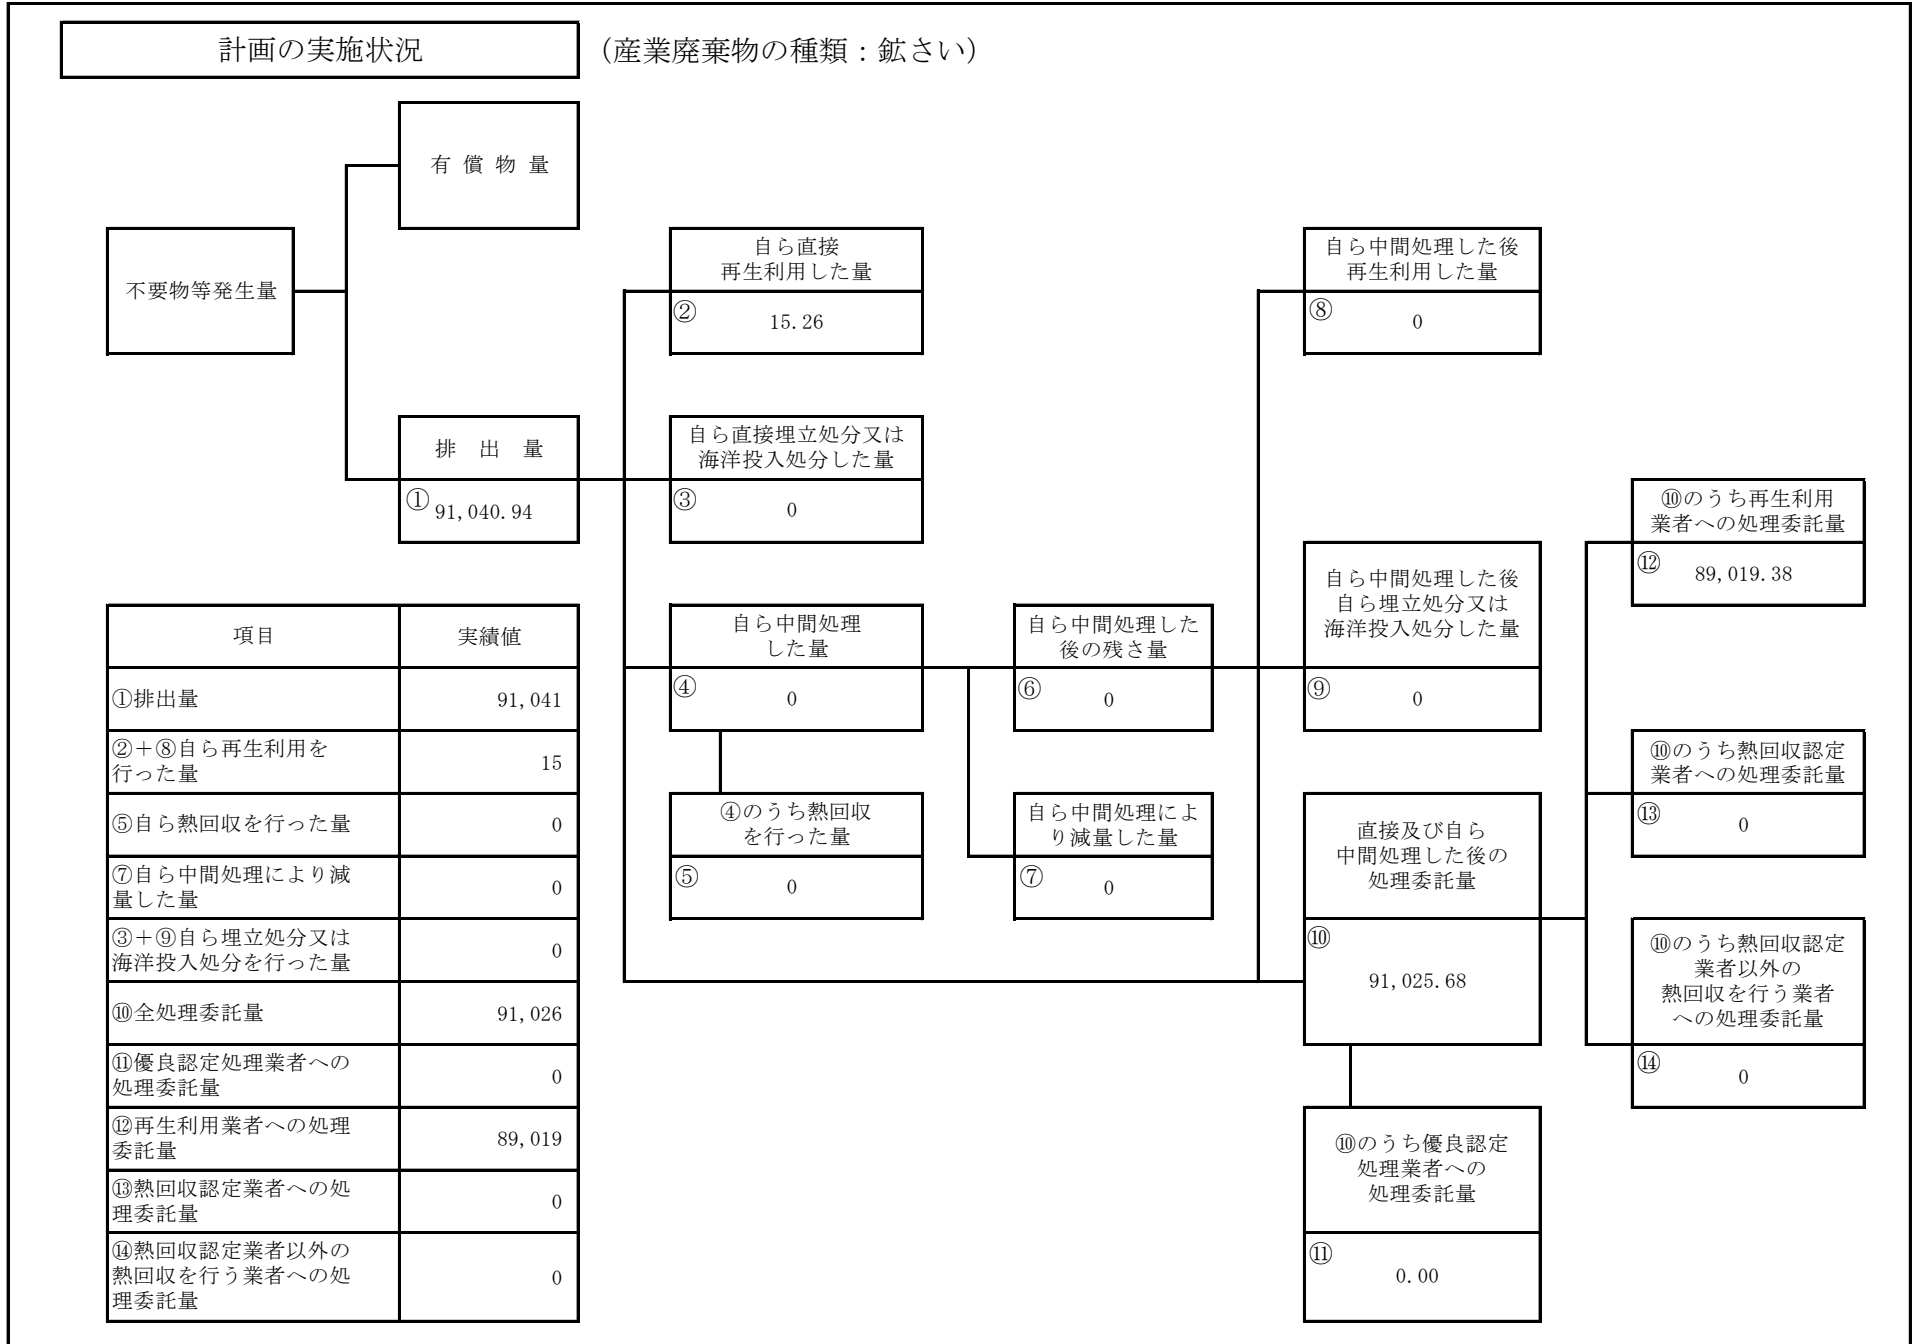 計画の実施状況
（産業廃棄物の種類：鉱さい）
有償物量
不要物等発生量
自ら直接
再生利用した量
②
15.26
自ら中間処理した後
再生利用した量
⑧
0
排出量
①
91,040.94
自ら直接埋立処分又は
海洋投入処分した量
③
0
⑩のうち再生利用
業者への処理委託量
⑫
89,019.38
自ら中間処理
した量
④
0
自ら中間処理した
後の残さ量
⑥
0
自ら中間処理した後
自ら埋立処分又は
海洋投入処分した量
⑨
0
⑩のうち熱回収認定
業者への処理委託量
⑬
0
④のうち熱回収
を行った量
⑤
0
自ら中間処理によ
り減量した量
⑦
0
直接及び自ら
中間処理した後の
処理委託量
⑩
91,025.68
⑩のうち熱回収認定
業者以外の
熱回収を行う業者
への処理委託量
⑭
0
⑩のうち優良認定
処理業者への
処理委託量
⑪
0.00
項目 実績値
①排出量 91,041
②＋⑧自ら再生利用を
行った量 15
⑤自ら熱回収を行った量 0
⑦自ら中間処理により減
量した量 0
③＋⑨自ら埋立処分又は
海洋投入処分を行った量 0
⑩全処理委託量 91,026
⑪優良認定処理業者への
処理委託量 0
⑫再生利用業者への処理
委託量 89,019
⑬熱回収認定業者への処
理委託量 0
⑭熱回収認定業者以外の
熱回収を行う業者への処
理委託量 0